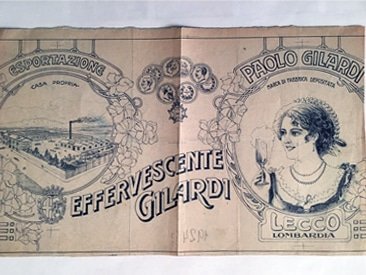 ESPORTAZIONE
CASA PROPRIA
EFFERVESCENTE
GILARDI
PAOLO GILARDI
MARCA DI FABBRICA DEPOSITATA
LECCO
LOMBARDIA